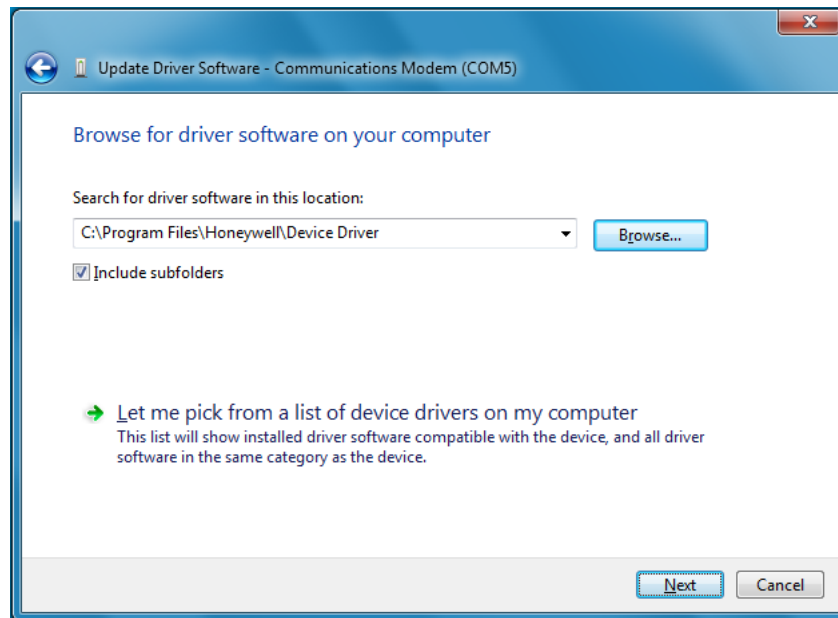 Update Driver Software - Communications Modem (COM5)
Browse for driver software on your computer
Search for driver software in this location:
C:\Program Files\Honeywell\Device Driver
Browse...
Include subfolders
Let me pick from a list of device drivers on my computer
This list will show installed driver software compatible with the device, and all driver
software in the same category as the device.
Next
Cancel